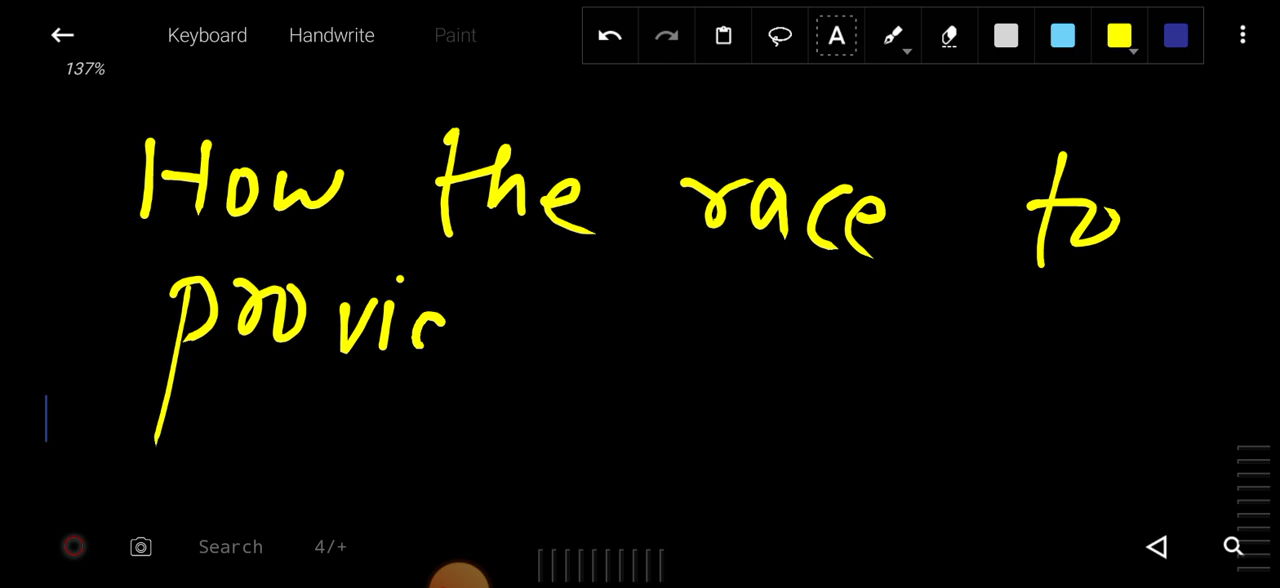 Keyboard Handwrite Paint A
137%
How the race to
provic
Search 4/+